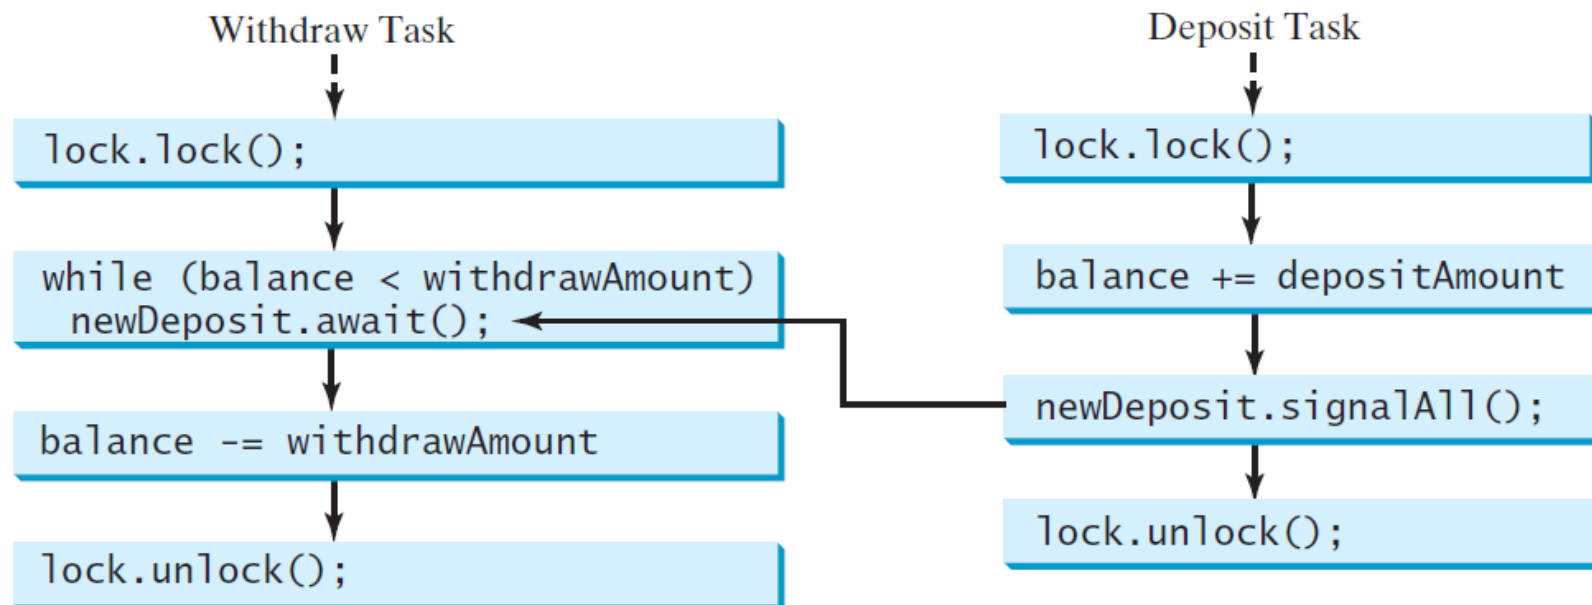 Withdraw Task
lock.lock();
while (balance < withdrawAmount)
newDeposit.await();
balance -= withdrawAmount
lock.unlock();
Deposit Task
lock.lock();
balance += depositAmount
newDeposit.signalAll();
lock.unlock();